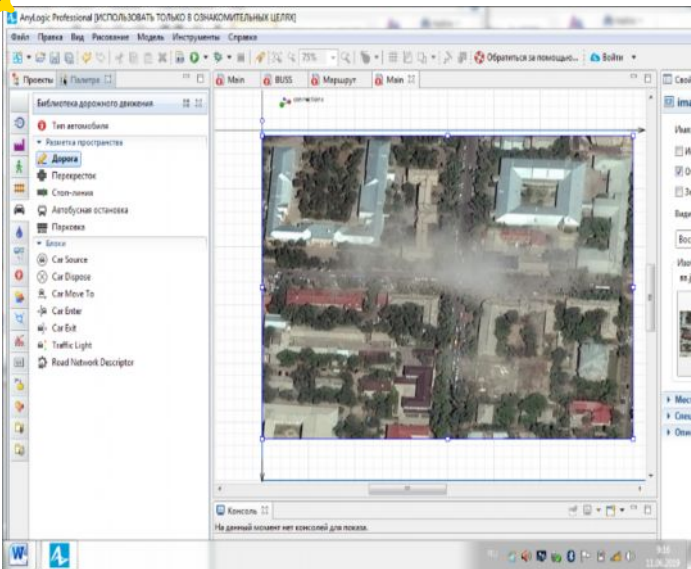 AnyLogic Professional [ИСПОЛЬЗОВАТЬ ТОЛЬКО В ОЗНАКОМИТЕЛЬНЫХ ЦЕЛЯХ]
Файл Правка Вид Рисование Модель Инструменты Справка
75% Обратиться за помощью... Войти
Проекты Палитра Main BUSS Маршрут Main
Библиотека дорожного движения
connections
Тип автомобиля
Разметка пространства
Дорога
Перекресток
Стоп-линия
Автобусная остановка
Парковка
Блоки
Car Source
Car Dispose
Car Move To
Car Enter
Car Exit
Traffic Light
Road Network Descriptor
Консоль
На данный момент нет консолей для показа.
RU
9:16
11.06.2019